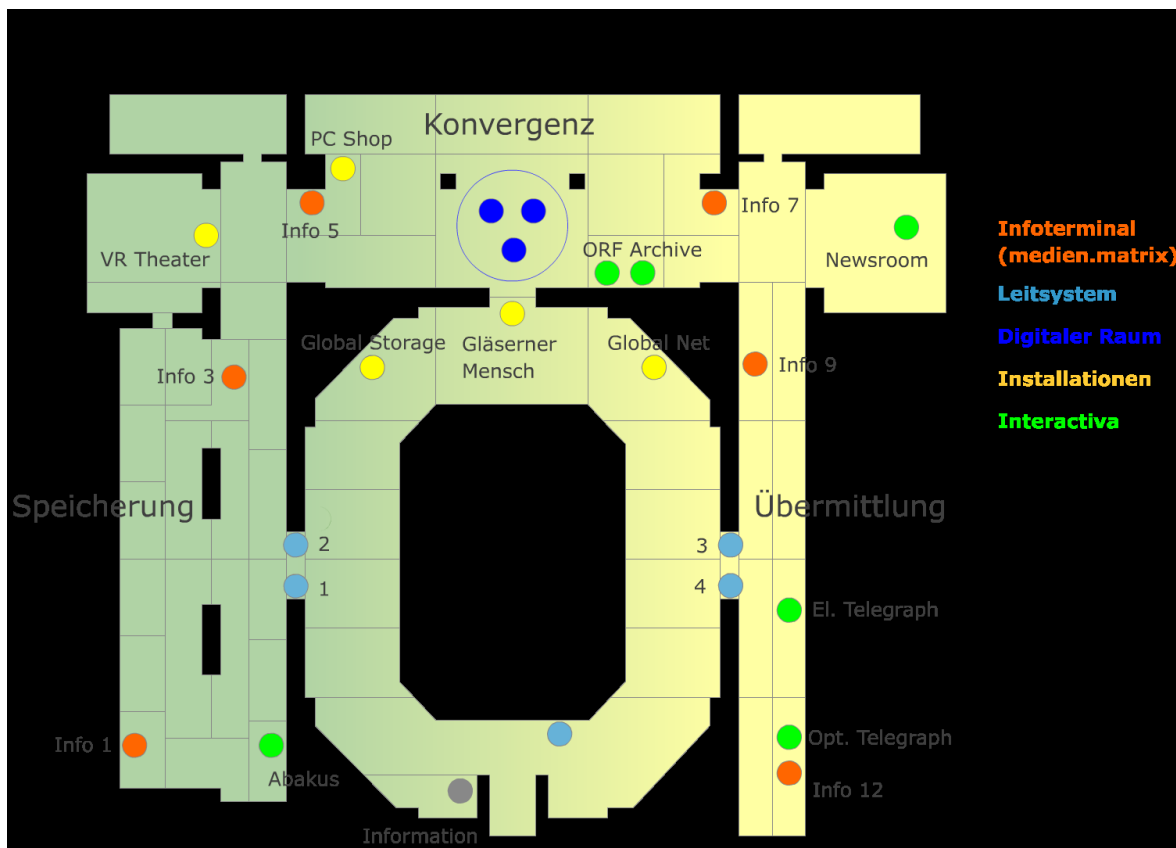 Konvergenz
PC Shop
Info 5
Info 7
VR Theater
ORF Archive
Newsroom
Global Storage
Gläserner
Mensch
Global Net
Info 3
Info 9
Speicherung
Übermittlung
2
3
1
4
El. Telegraph
Info 1
Abakus
Opt. Telegraph
Info 12
Information
Infoterminal
(medien.matrix)
Leitsystem
Digitaler Raum
Installationen
Interactiva